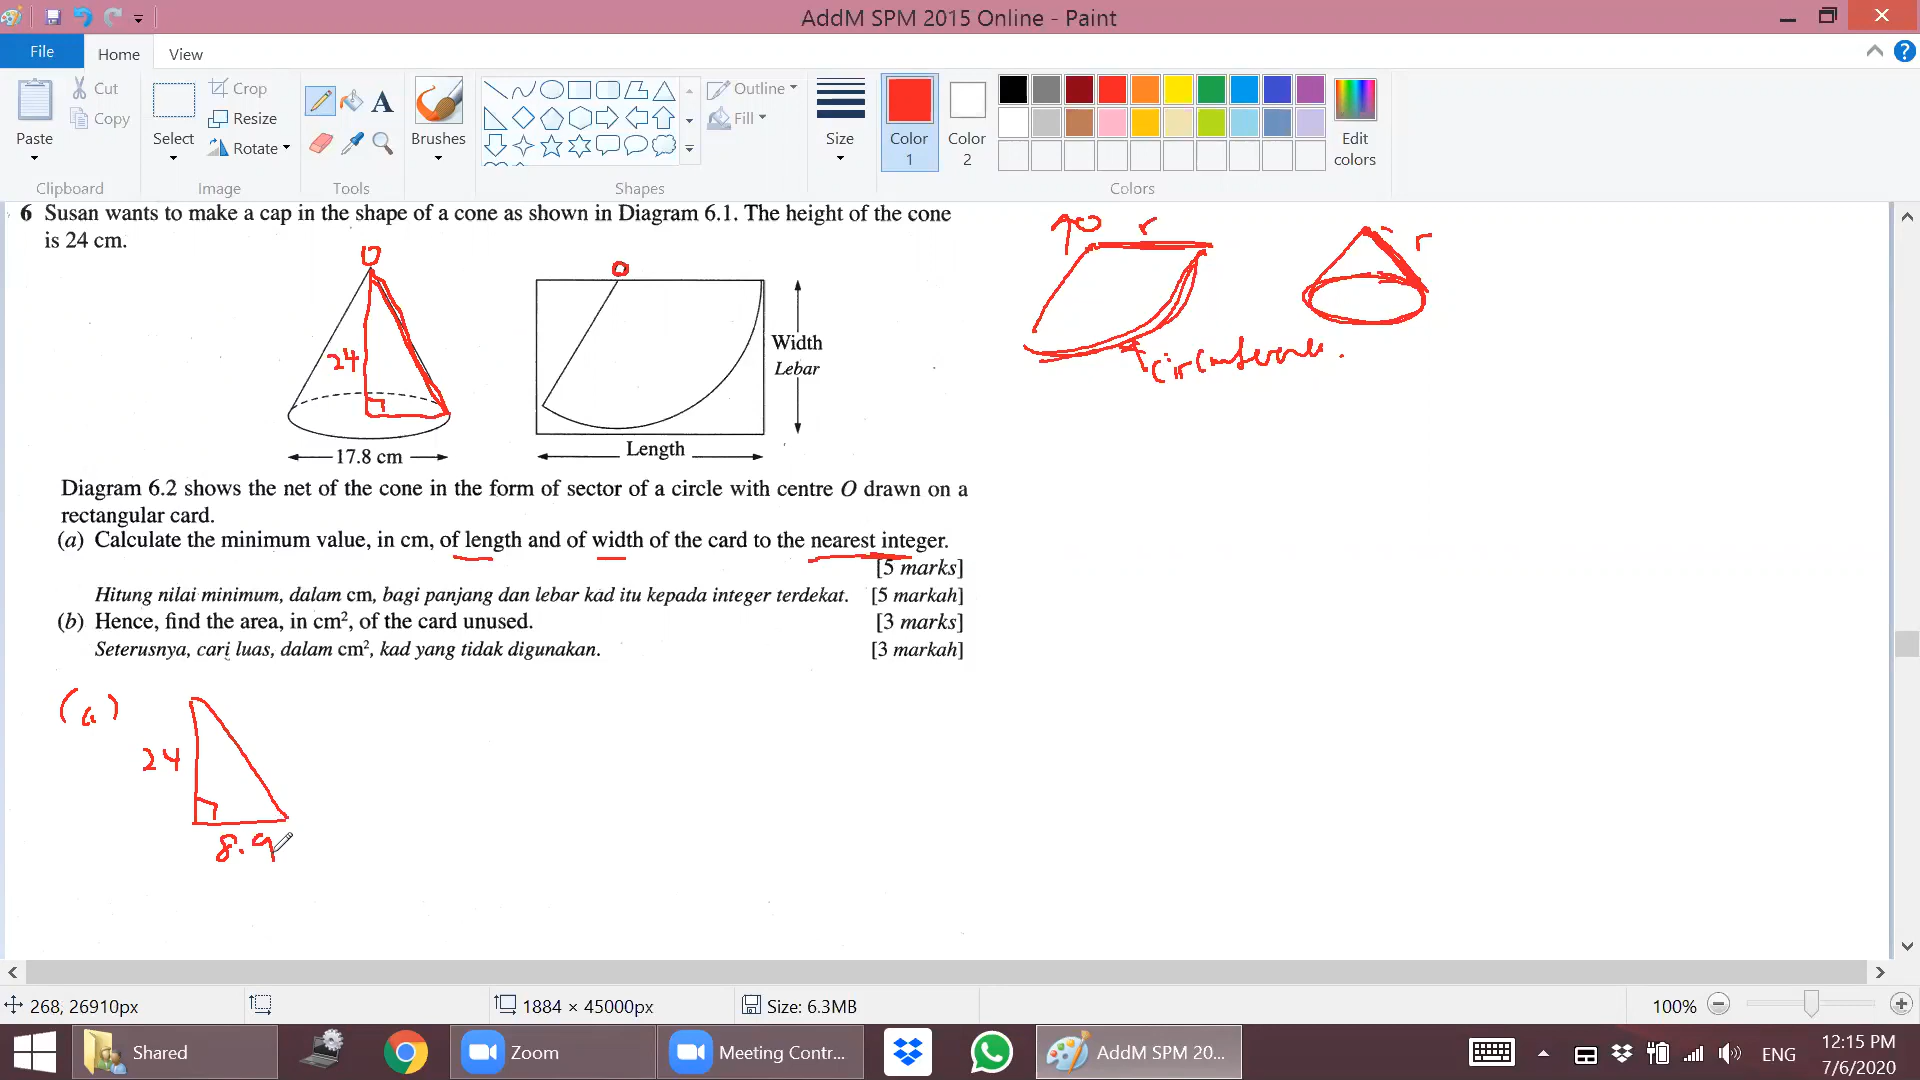 AddM SPM 2015 Online - Paint
File
Home
View
Paste
Cut
Copy
Clipboard
Select
Crop
Resize
Rotate
Image
A
Tools
Brushes
Shapes
Outline
Fill
Size
Color 1
Color 2
Edit colors
Colors
6 Susan wants to make a cap in the shape of a cone as shown in Diagram 6.1. The height of the cone
is 24 cm.
O
24
17.8 cm
O
Width
Lebar
Length
O
r
circumference.
r
Diagram 6.2 shows the net of the cone in the form of sector of a circle with centre O drawn on a
rectangular card.
(a) Calculate the minimum value, in cm, of length and of width of the card to the nearest integer.
[5 marks]
Hitung nilai minimum, dalam cm, bagi panjang dan lebar kad itu kepada integer terdekat. [5 markah]
(b) Hence, find the area, in cm², of the card unused. [3 marks]
Seterusnya, cari luas, dalam cm², kad yang tidak digunakan. [3 markah]
(a)
24
8.9
268, 26910px
1884 × 45000px
Size: 6.3MB
100%
Shared
Zoom
Meeting Contr...
AddM SPM 20...
ENG
12:15 PM
7/6/2020